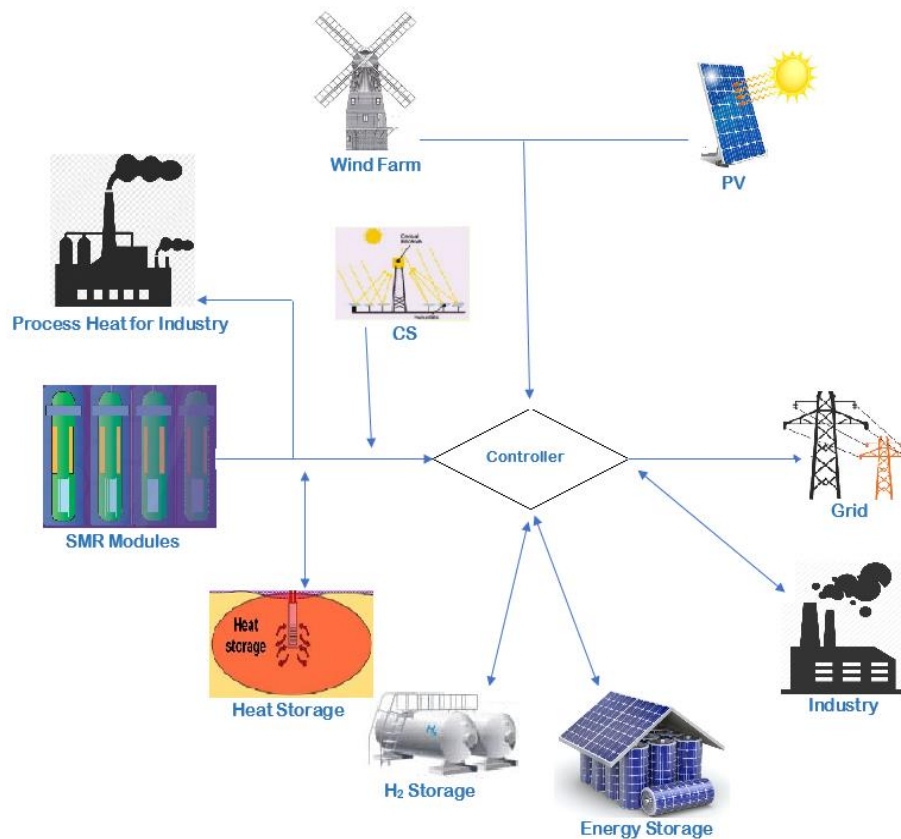 Wind Farm
PV
Process Heat for Industry
CS
Controller
SMR Modules
Grid
Heat
storage
Heat Storage
H₂
H₂ Storage
Energy Storage
Industry